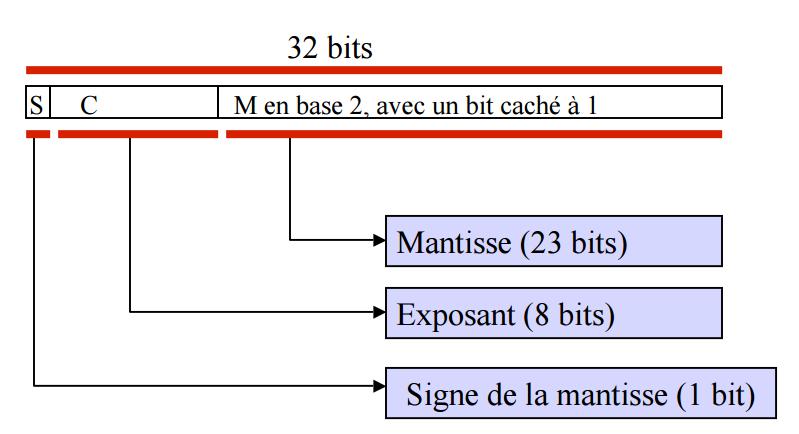 32 bits
S
C
M en base 2, avec un bit caché à 1
Mantisse (23 bits)
Exposant (8 bits)
Signe de la mantisse (1 bit)